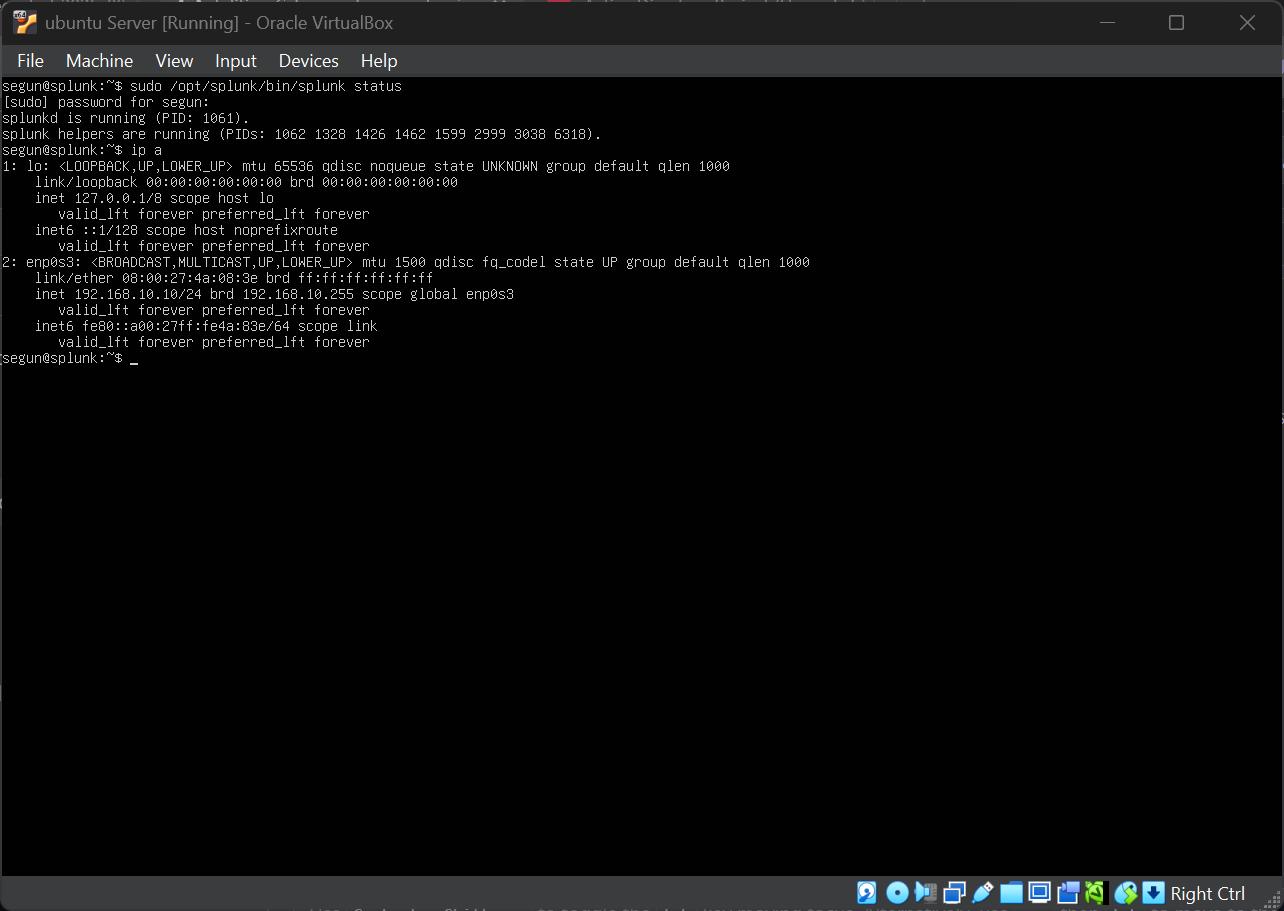 ubuntu Server [Running] - Oracle VirtualBox
File Machine View Input Devices Help
segun@splunk:~$ sudo /opt/splunk/bin/splunk status
[sudo] password for segun:
splunkd is running (PID: 1061).
splunk helpers are running (PIDs: 1062 1328 1426 1462 1599 2999 3038 6318).
segun@splunk:~$ ip a
1: lo: <LOOPBACK,UP,LOWER_UP> mtu 65536 qdisc noqueue state UNKNOWN group default qlen 1000
    link/loopback 00:00:00:00:00:00 brd 00:00:00:00:00:00
    inet 127.0.0.1/8 scope host lo
       valid_lft forever preferred_lft forever
    inet6 ::1/128 scope host noprefixroute
       valid_lft forever preferred_lft forever
2: enp0s3: <BROADCAST,MULTICAST,UP,LOWER_UP> mtu 1500 qdisc fq_codel state UP group default qlen 1000
    link/ether 08:00:27:4a:08:3e brd ff:ff:ff:ff:ff:ff
    inet 192.168.10.10/24 brd 192.168.10.255 scope global enp0s3
       valid_lft forever preferred_lft forever
    inet6 fe80::a00:27ff:fe4a:83e/64 scope link
       valid_lft forever preferred_lft forever
segun@splunk:~$ _
Right Ctrl